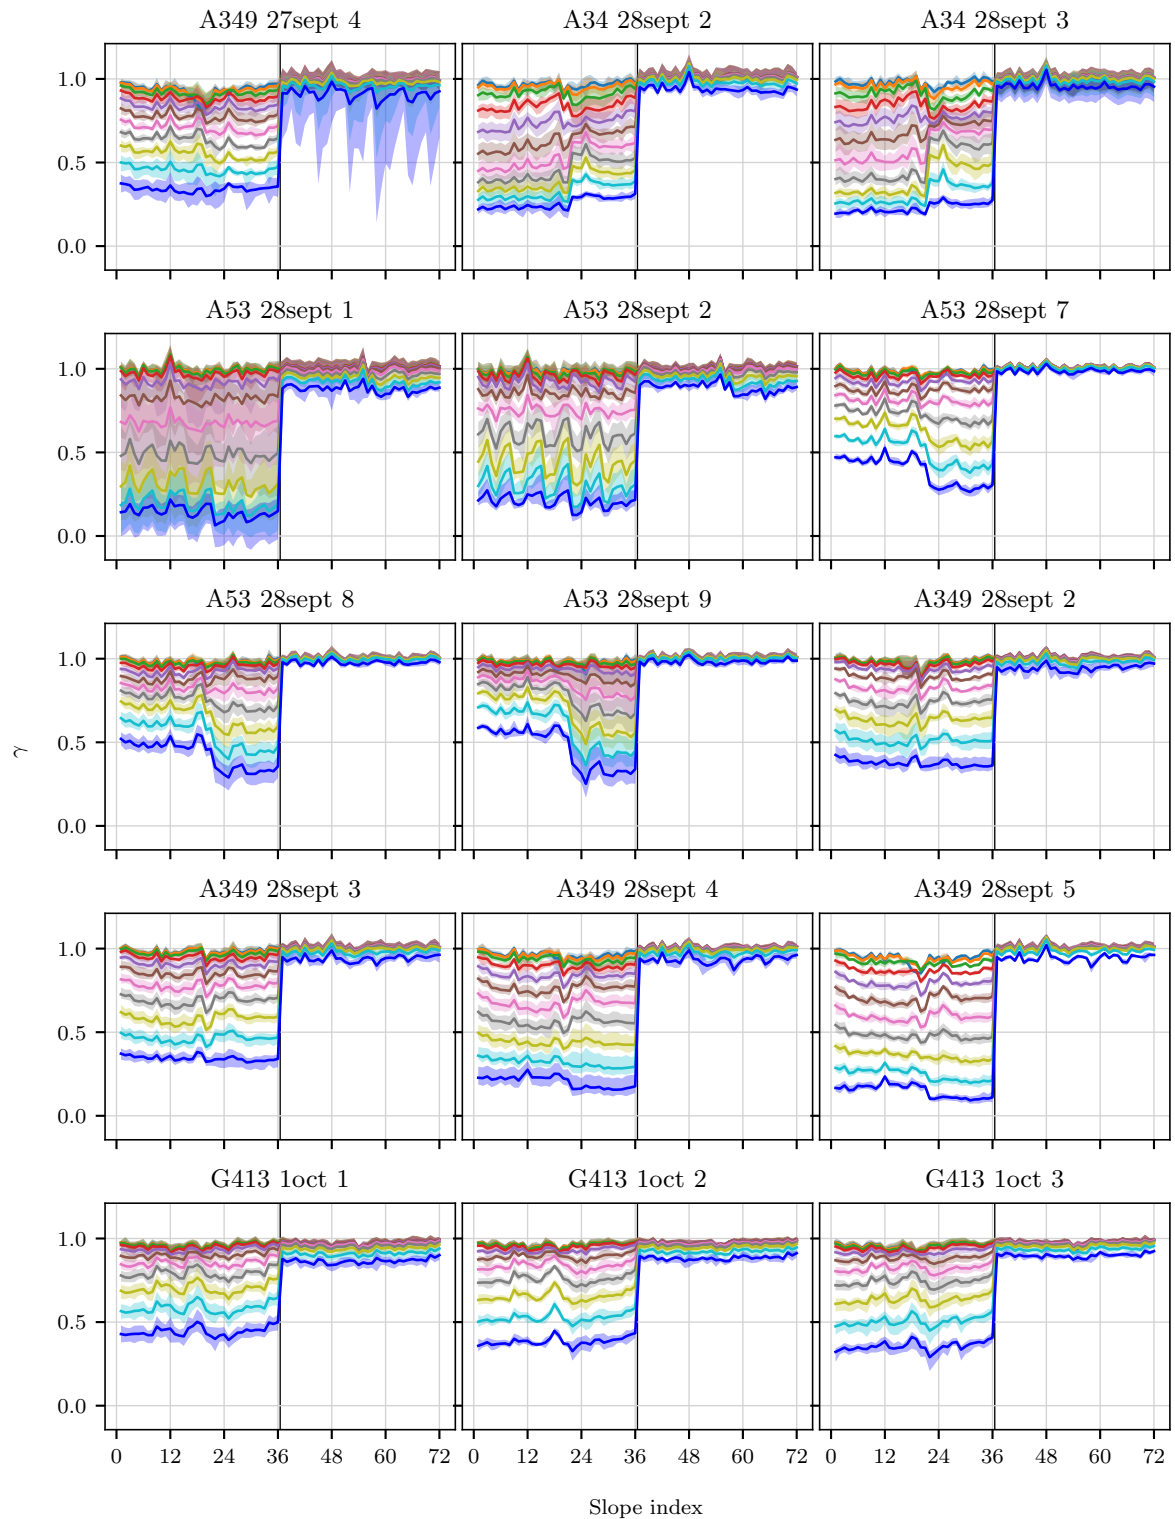 A349 27sept 4 A34 28sept 2 A34 28sept 3
1.0
0.5
0.0
A53 28sept 1 A53 28sept 2 A53 28sept 7
1.0
0.5
0.0
A53 28sept 8 A53 28sept 9 A349 28sept 2
1.0
0.5
γ
0.0
A349 28sept 3 A349 28sept 4 A349 28sept 5
1.0
0.5
0.0
G413 1oct 1 G413 1oct 2 G413 1oct 3
1.0
0.5
0.0
0 12 24 36 48 60 72 0 12 24 36 48 60 72 0 12 24 36 48 60 72
Slope index